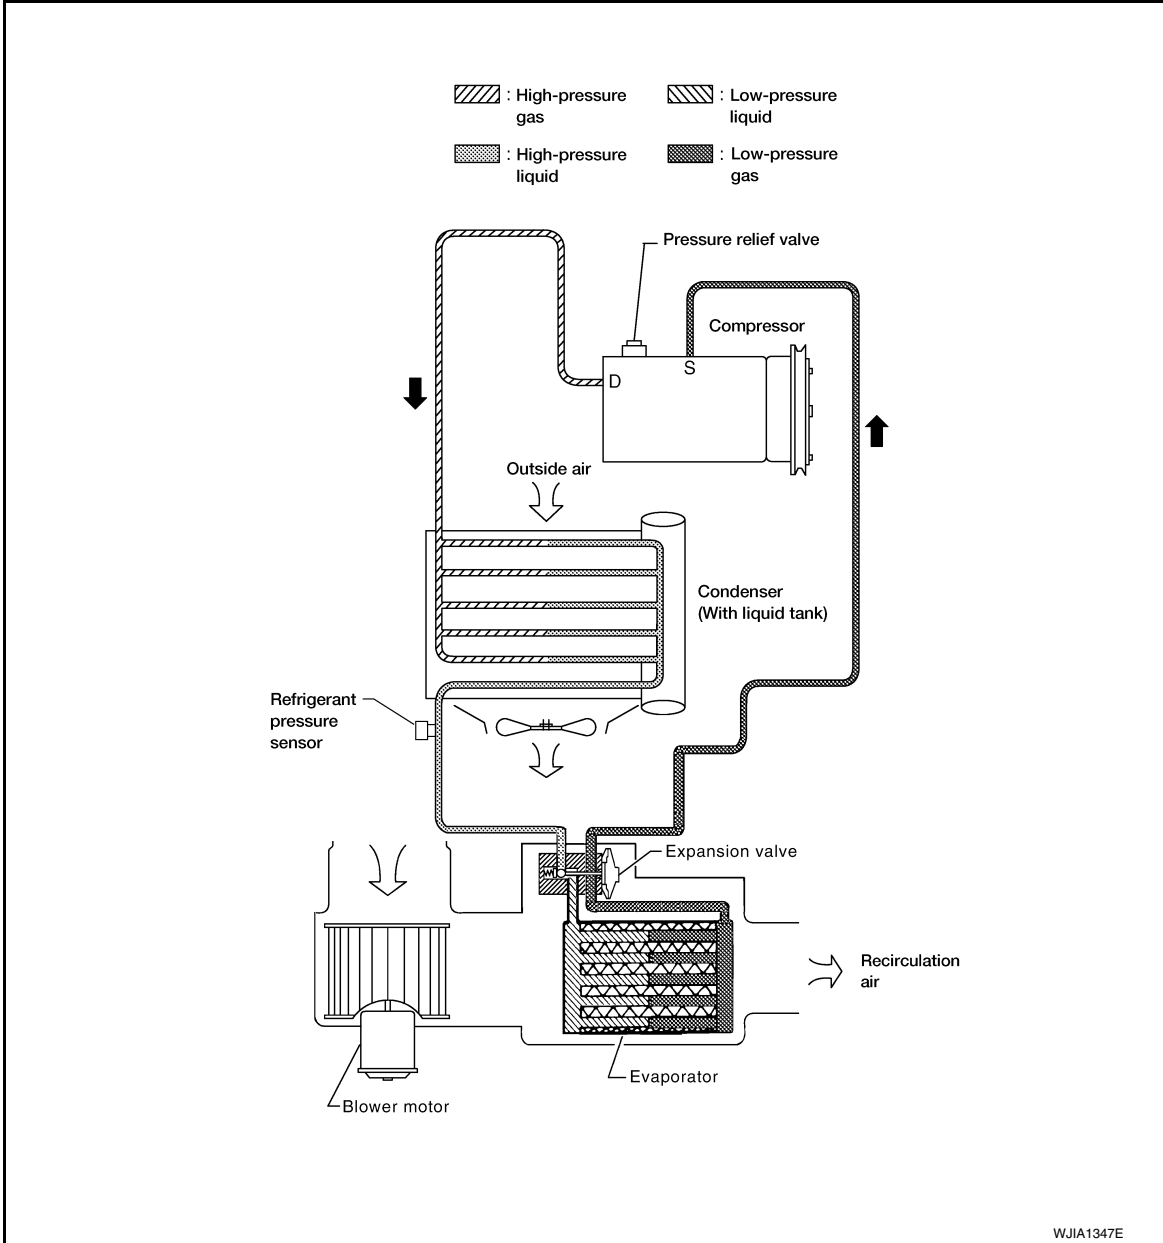 : High-pressure
gas
: Low-pressure
liquid
: High-pressure
liquid
: Low-pressure
gas
Pressure relief valve
Compressor
S
D
Outside air
Condenser
(With liquid tank)
Refrigerant
pressure
sensor
Expansion valve
Recirculation
air
Evaporator
Blower motor
WJIA1347E